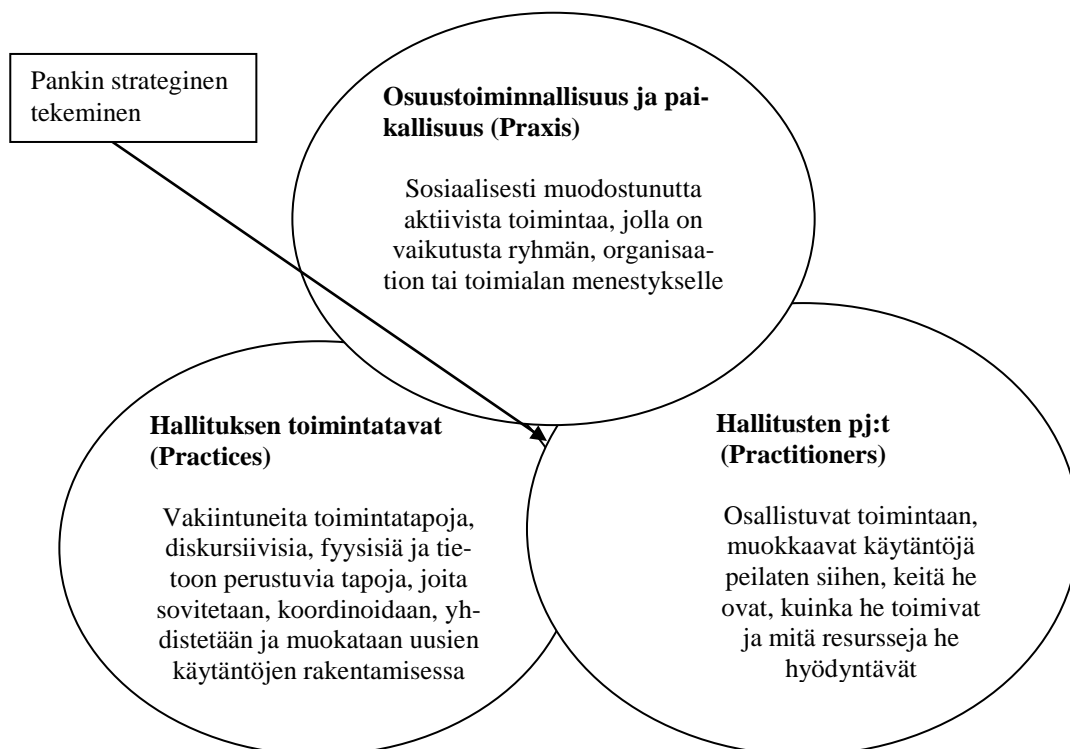 Pankin strateginen
tekeminen
Osuustoiminnallisuus ja pai-
kallisuus (Praxis)
Sosiaalisesti muodostunutta
aktiivista toimintaa, jolla on
vaikutusta ryhmän, organisaa-
tion tai toimialan menestykselle
Hallituksen toimintatavat
(Practices)
Vakiintuneita toimintatapoja,
diskursiivisia, fyysisiä ja tie-
toon perustuvia tapoja, joita
sovitetaan, koordinoidaan, yh-
distetään ja muokataan uusien
käytäntöjen rakentamisessa
Hallitusten pj:t
(Practitioners)
Osallistuvat toimintaan,
muokkaavat käytäntöjä
peilaten siihen, keitä he
ovat, kuinka he toimivat
ja mitä resursseja he
hyödyntävät